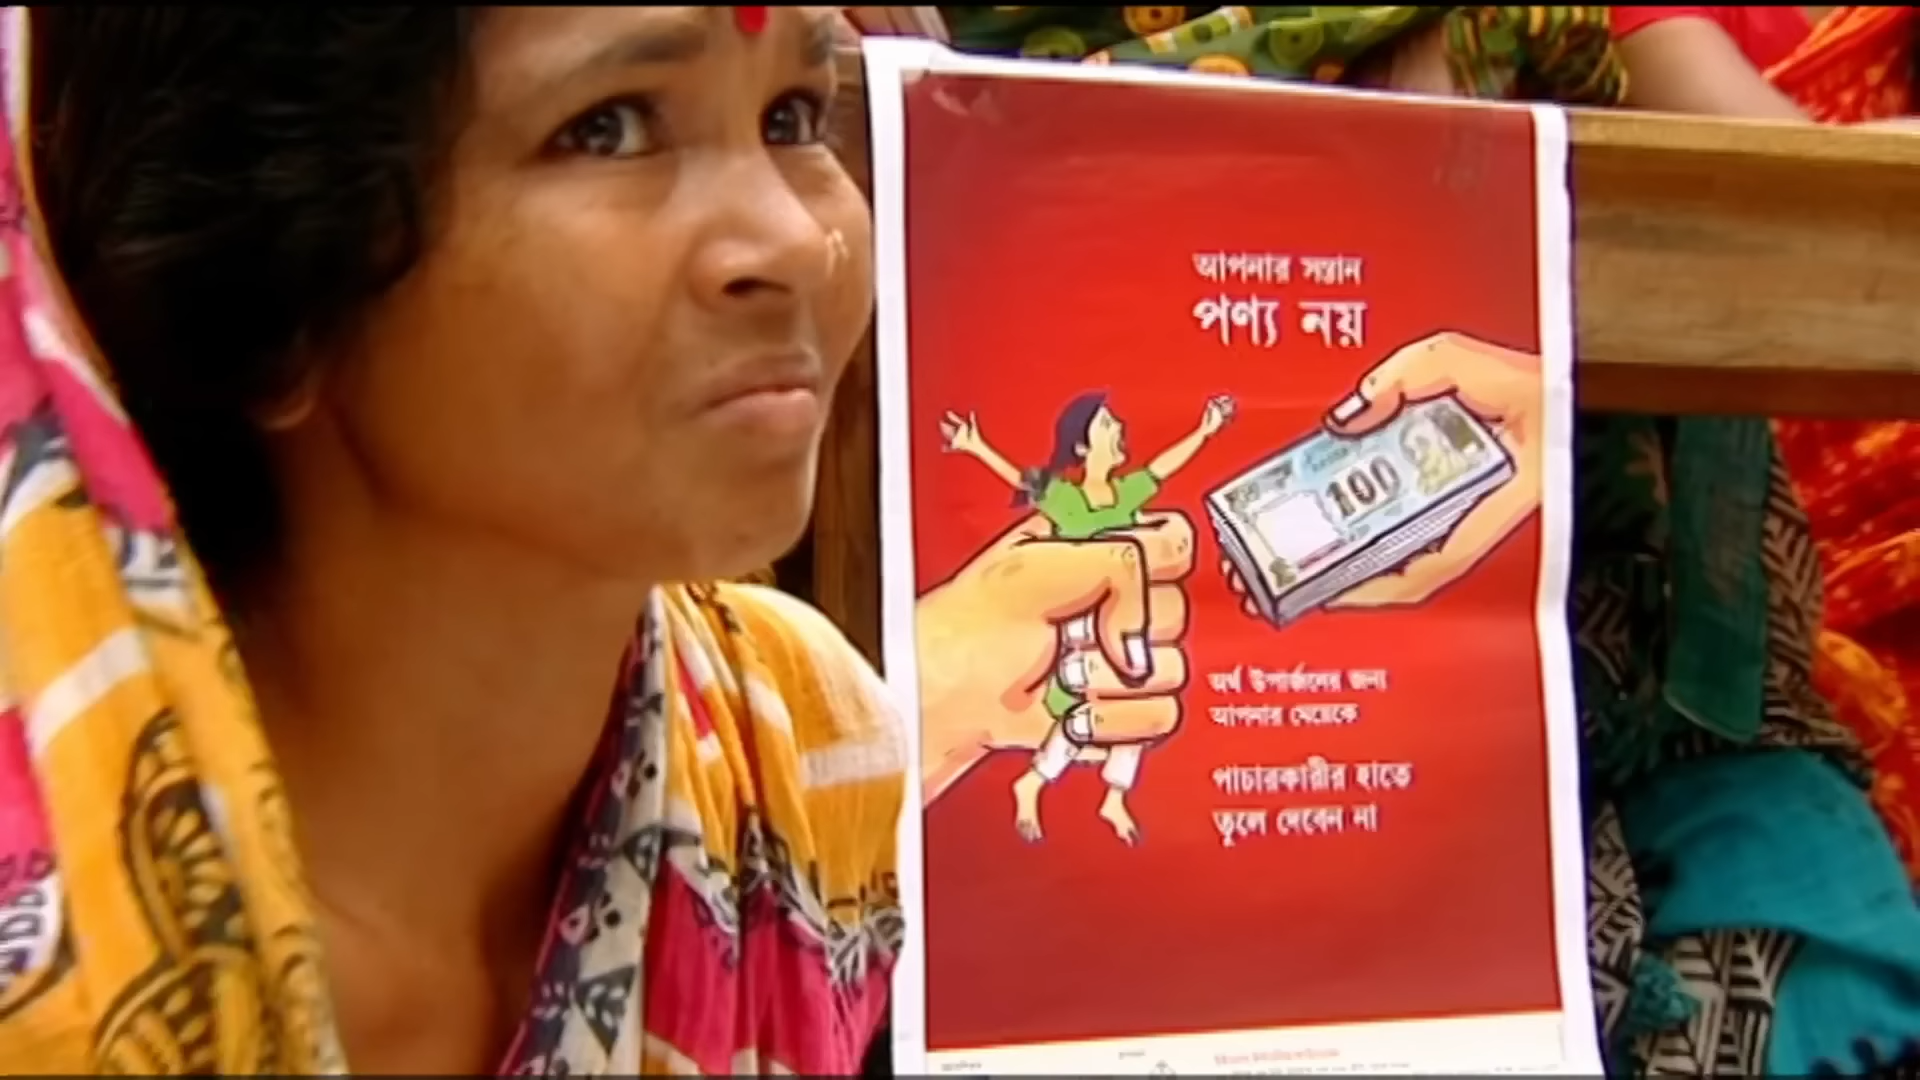 আপনার সন্তান
পণ্য নয়
100
অর্থ উপার্জনের জন্য
আপনার মেয়েকে
পাচারকারীর হাতে
তুলে দেবেন না